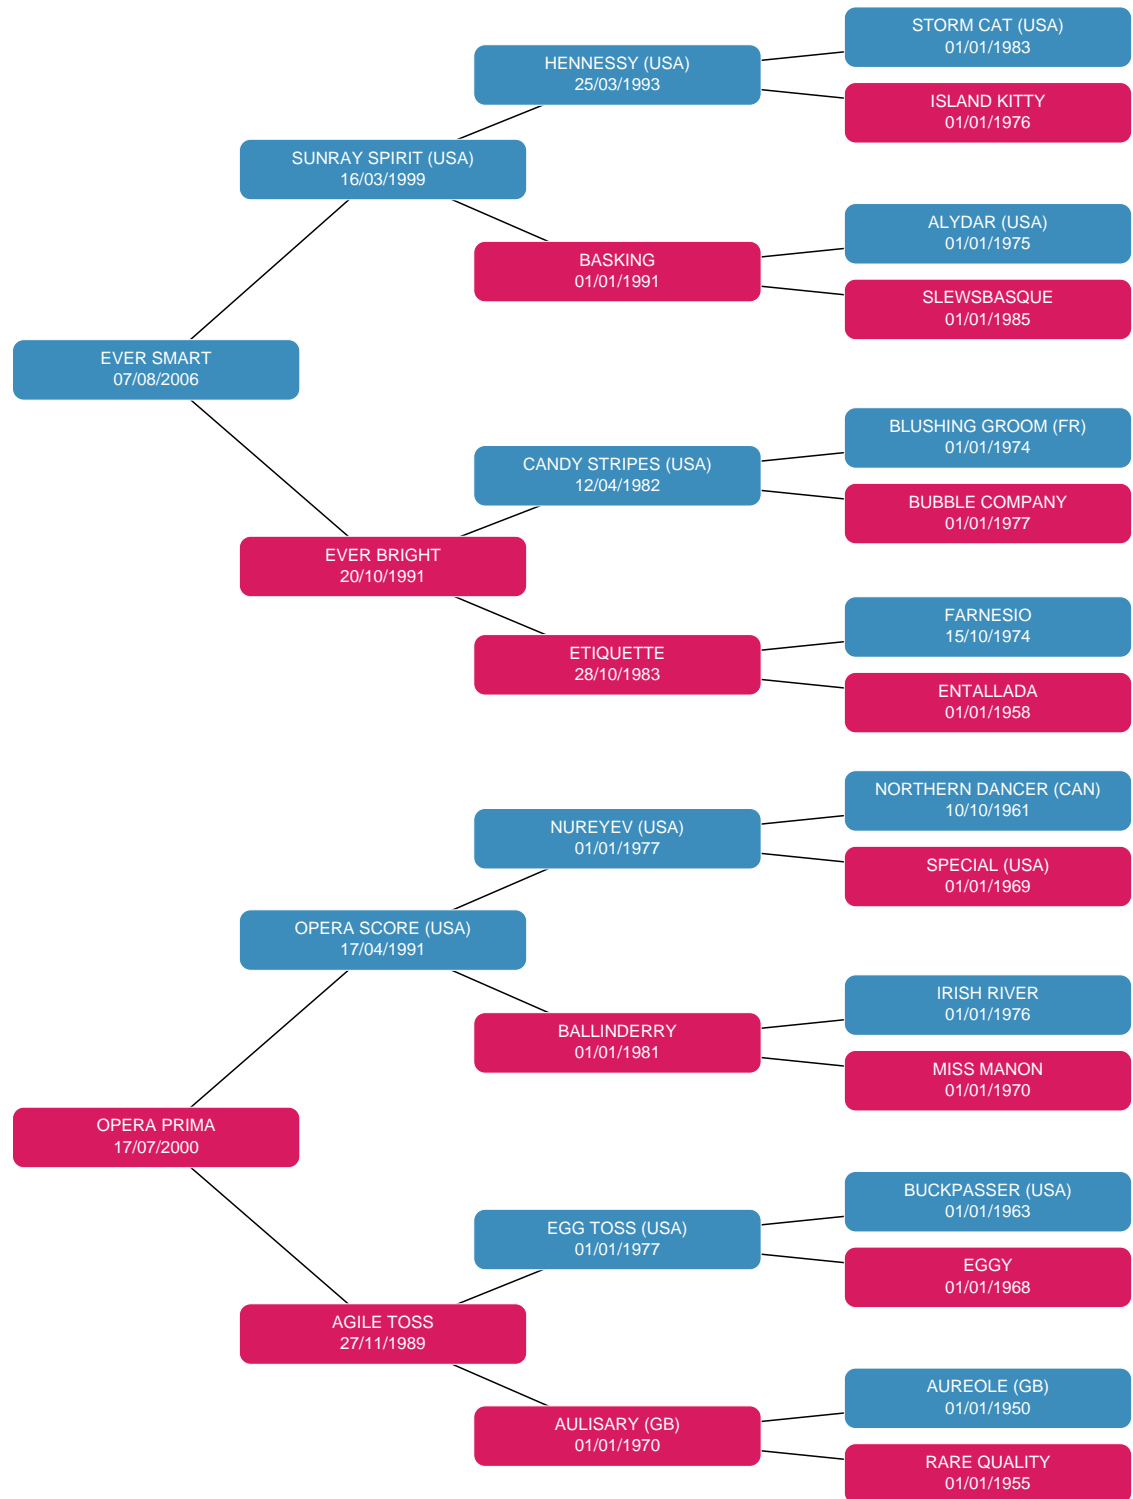 STORM CAT (USA)
01/01/1983
HENNESSY (USA)
25/03/1993
ISLAND KITTY
01/01/1976
SUNRAY SPIRIT (USA)
16/03/1999
ALYDAR (USA)
01/01/1975
BASKING
01/01/1991
SLEWSBASQUE
01/01/1985
EVER SMART
07/08/2006
BLUSHING GROOM (FR)
01/01/1974
CANDY STRIPES (USA)
12/04/1982
BUBBLE COMPANY
01/01/1977
EVER BRIGHT
20/10/1991
FARNESIO
15/10/1974
ETIQUETTE
28/10/1983
ENTALLADA
01/01/1958
NORTHERN DANCER (CAN)
10/10/1961
NUREYEV (USA)
01/01/1977
SPECIAL (USA)
01/01/1969
OPERA SCORE (USA)
17/04/1991
IRISH RIVER
01/01/1976
BALLINDERRY
01/01/1981
MISS MANON
01/01/1970
OPERA PRIMA
17/07/2000
BUCKPASSER (USA)
01/01/1963
EGG TOSS (USA)
01/01/1977
EGGY
01/01/1968
AGILE TOSS
27/11/1989
AUREOLE (GB)
01/01/1950
AULISARY (GB)
01/01/1970
RARE QUALITY
01/01/1955